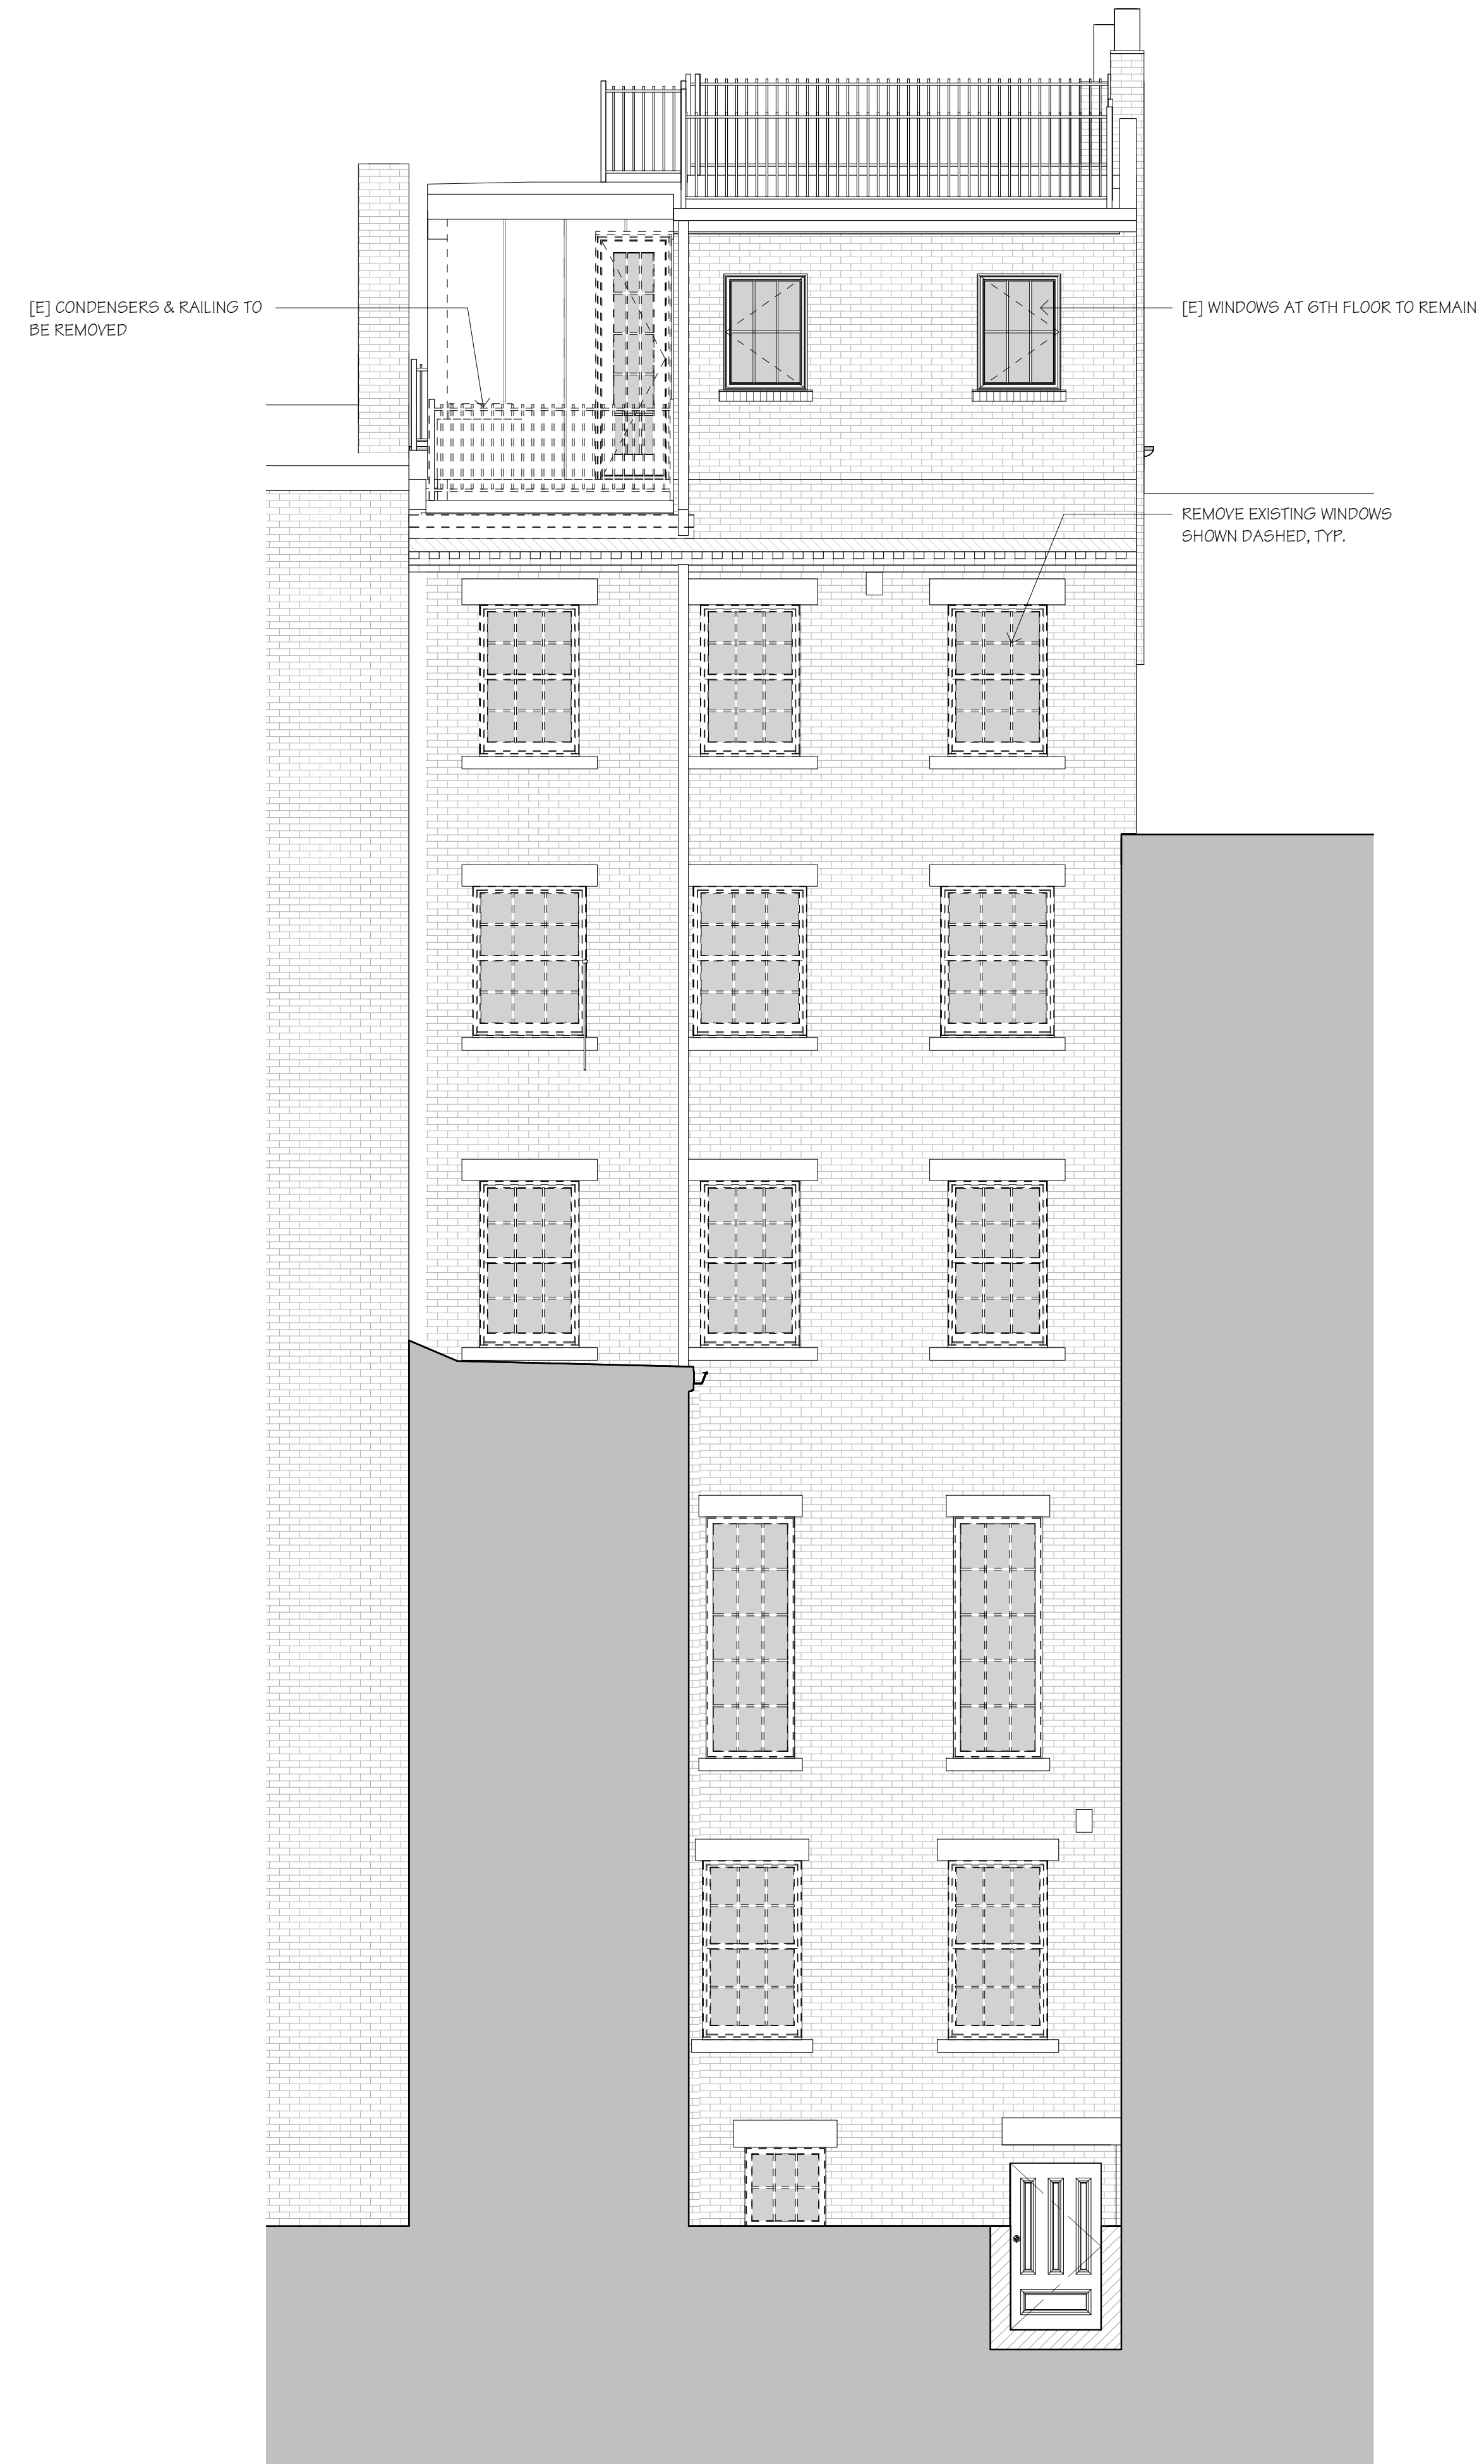 [E] CONDENSERS & RAILING TO
BE REMOVED
[E] WINDOWS AT 6TH FLOOR TO REMAIN
REMOVE EXISTING WINDOWS
SHOWN DASHED, TYP.